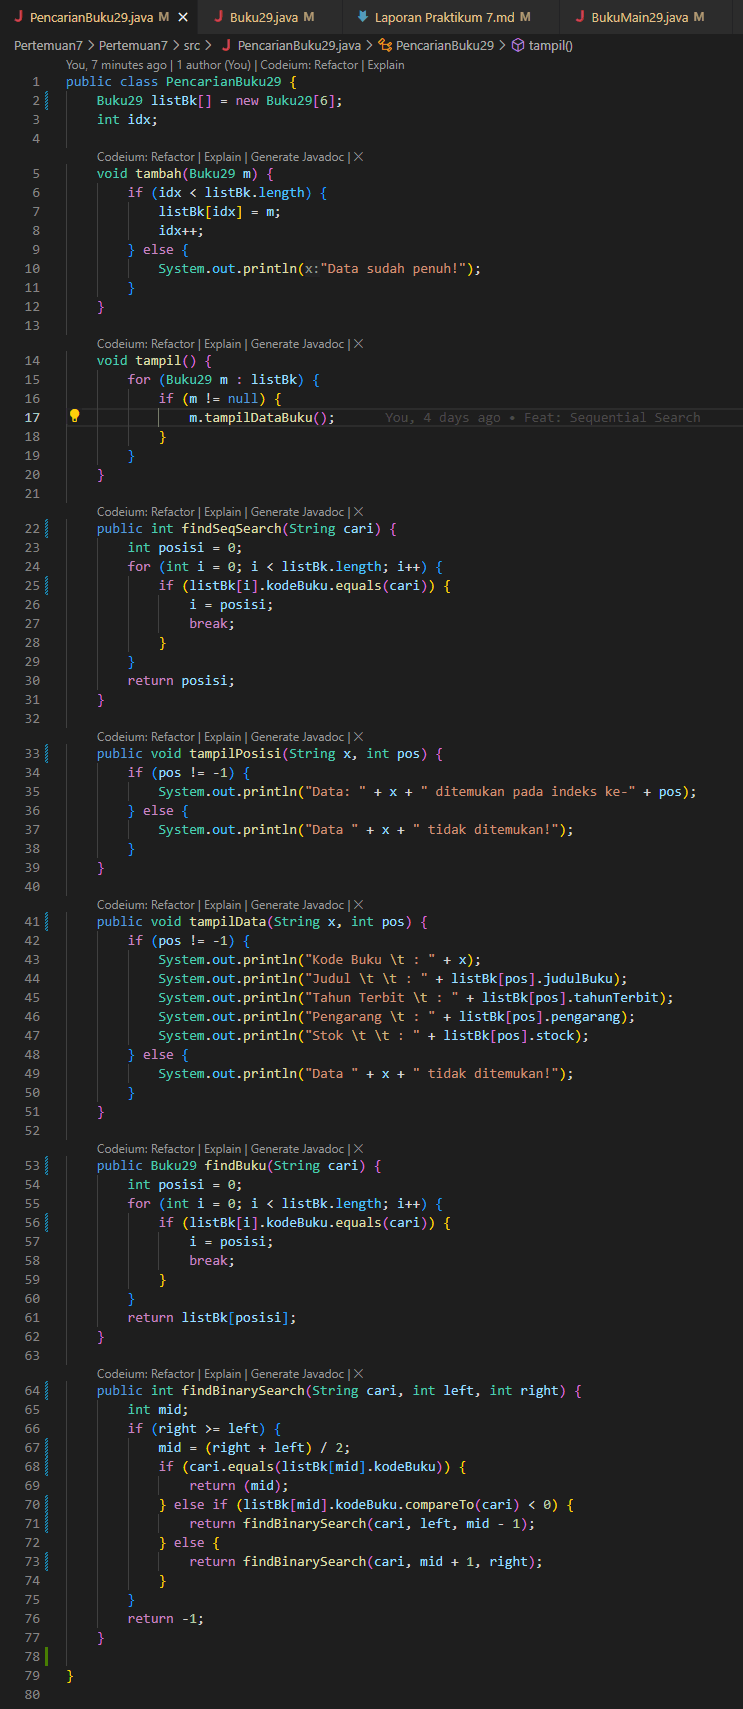 PencarianBuku29.java M Buku29.java M Laporan Praktikum 7.md M BukuMain29.java M
Pertemuan7 > Pertemuan7 > src > PencarianBuku29.java > PencarianBuku29 > tampil()
You, 7 minutes ago | 1 author (You) | Codeium: Refactor | Explain
1 public class PencarianBuku29 {
2 Buku29 listBk[] = new Buku29[6];
3 int idx;
4
Codeium: Refactor | Explain | Generate Javadoc | X
5 void tambah(Buku29 m) {
6 if (idx < listBk.length) {
7 listBk[idx] = m;
8 idx++;
9 } else {
10 System.out.println(x:"Data sudah penuh!");
11 }
12 }
13
Codeium: Refactor | Explain | Generate Javadoc | X
14 void tampil() {
15 for (Buku29 m : listBk) {
16 if (m != null) {
17 m.tampilDataBuku(); You, 4 days ago • Feat: Sequential Search
18 }
19 }
20 }
21
Codeium: Refactor | Explain | Generate Javadoc | X
22 public int findSeqSearch(String cari) {
23 int posisi = 0;
24 for (int i = 0; i < listBk.length; i++) {
25 if (listBk[i].kodeBuku.equals(cari)) {
26 i = posisi;
27 break;
28 }
29 }
30 return posisi;
31 }
32
Codeium: Refactor | Explain | Generate Javadoc | X
33 public void tampilPosisi(String x, int pos) {
34 if (pos != -1) {
35 System.out.println("Data: " + x + " ditemukan pada indeks ke-" + pos);
36 } else {
37 System.out.println("Data " + x + " tidak ditemukan!");
38 }
39 }
40
Codeium: Refactor | Explain | Generate Javadoc | X
41 public void tampilData(String x, int pos) {
42 if (pos != -1) {
43 System.out.println("Kode Buku \t : " + x);
44 System.out.println("Judul \t \t : " + listBk[pos].judulBuku);
45 System.out.println("Tahun Terbit \t : " + listBk[pos].tahunTerbit);
46 System.out.println("Pengarang \t : " + listBk[pos].pengarang);
47 System.out.println("Stok \t \t : " + listBk[pos].stock);
48 } else {
49 System.out.println("Data " + x + " tidak ditemukan!");
50 }
51 }
52
Codeium: Refactor | Explain | Generate Javadoc | X
53 public Buku29 findBuku(String cari) {
54 int posisi = 0;
55 for (int i = 0; i < listBk.length; i++) {
56 if (listBk[i].kodeBuku.equals(cari)) {
57 i = posisi;
58 break;
59 }
60 }
61 return listBk[posisi];
62 }
63
Codeium: Refactor | Explain | Generate Javadoc | X
64 public int findBinarySearch(String cari, int left, int right) {
65 int mid;
66 if (right >= left) {
67 mid = (right + left) / 2;
68 if (cari.equals(listBk[mid].kodeBuku)) {
69 return (mid);
70 } else if (listBk[mid].kodeBuku.compareTo(cari) < 0) {
71 return findBinarySearch(cari, left, mid - 1);
72 } else {
73 return findBinarySearch(cari, mid + 1, right);
74 }
75 }
76 return -1;
77 }
78
79 }
80